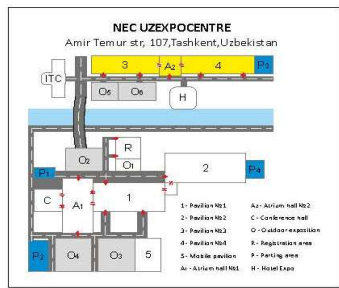 NEC UZEXPOCENTRE
Amir Temur str, 107,Tashkent,Uzbekistan
3 A₂ 4 P₃
ITC
O₅ O₆ H
O₂ R
O₁ 2
P₁ P₄
C A₁ 1
P₂ O₄ O₃ 5
1- Pavilion №1
2- Pavilion №2
3- Pavilion №3
4- Pavilion №4
5- Mobile pavilion
A₁- Atrium hall №1
A₂- Atrium hall №2
C - Conference hall
O - Outdoor exposition
R - Registration area
P - Parting area
H - Hotel Expo